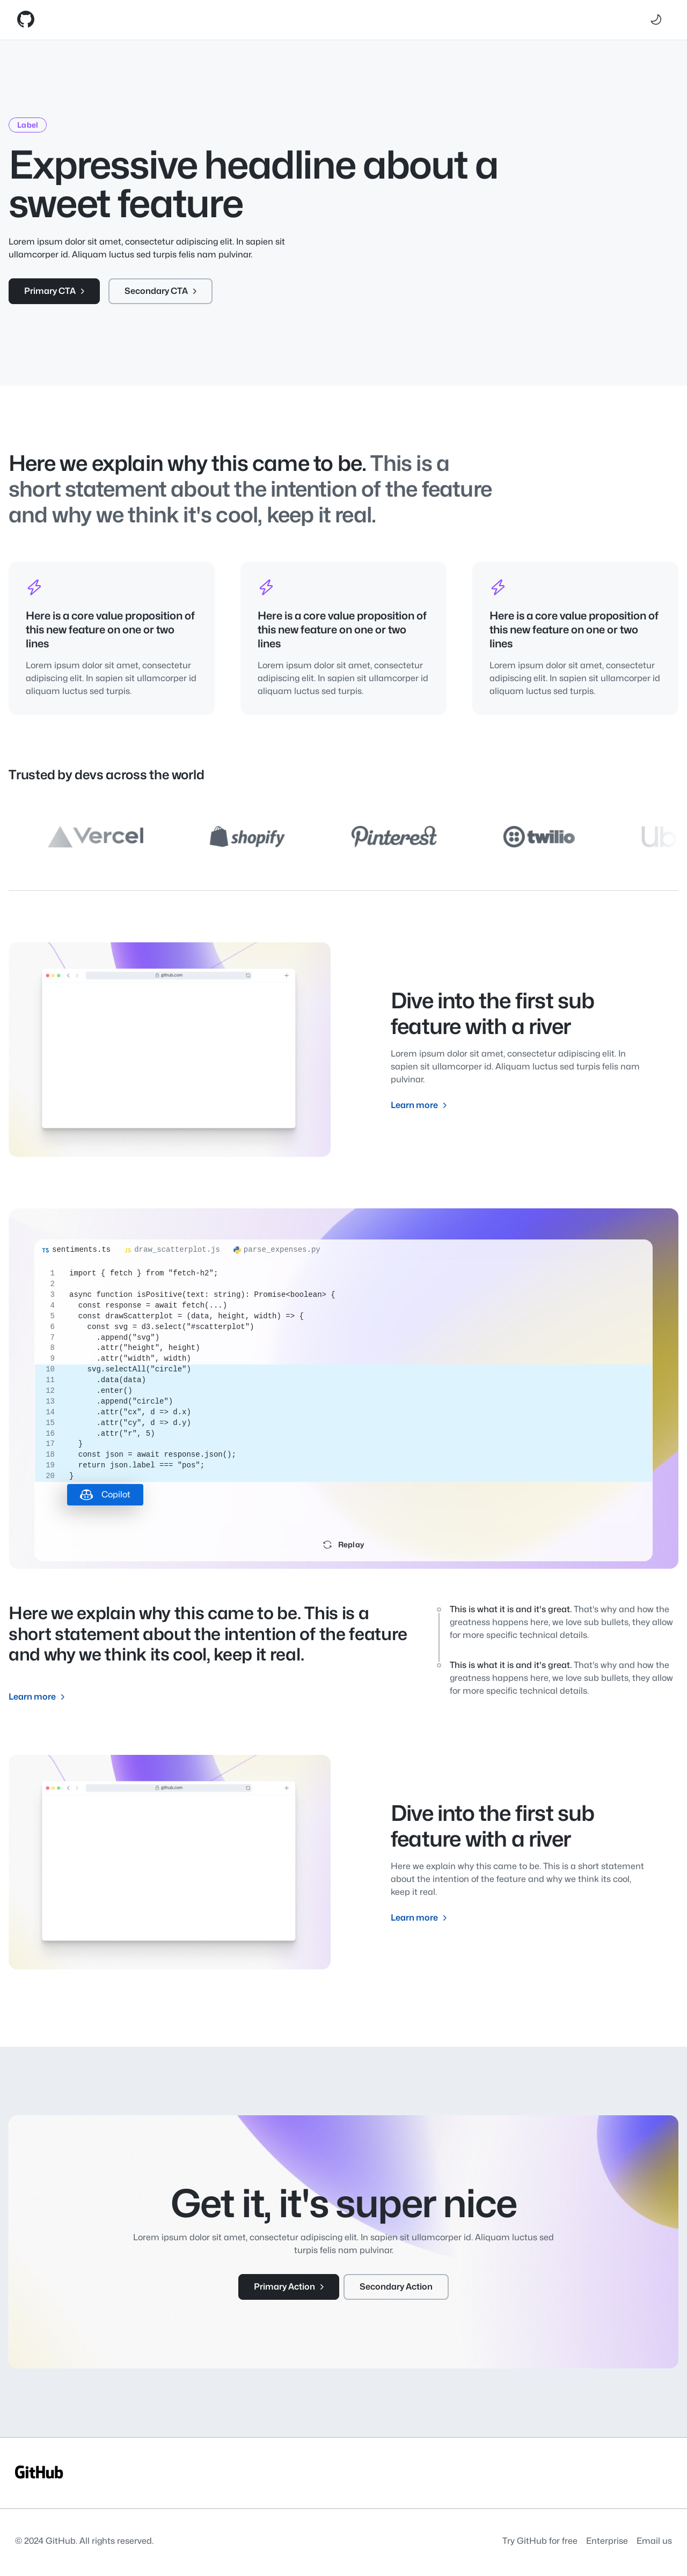 Label
Expressive headline about a
sweet feature
Lorem ipsum dolor sit amet, consectetur adipiscing elit. In sapien sit
ullamcorper id. Aliquam luctus sed turpis felis nam pulvinar.
Primary CTA
Secondary CTA
Here we explain why this came to be. This is a
short statement about the intention of the feature
and why we think it's cool, keep it real.
Here is a core value proposition of
this new feature on one or two
lines
Lorem ipsum dolor sit amet, consectetur
adipiscing elit. In sapien sit ullamcorper id
aliquam luctus sed turpis.
Here is a core value proposition of
this new feature on one or two
lines
Lorem ipsum dolor sit amet, consectetur
adipiscing elit. In sapien sit ullamcorper id
aliquam luctus sed turpis.
Here is a core value proposition of
this new feature on one or two
lines
Lorem ipsum dolor sit amet, consectetur
adipiscing elit. In sapien sit ullamcorper id
aliquam luctus sed turpis.
Trusted by devs across the world
Vercel
shopify
Pinterest
twilio
Ub
github.com
Dive into the first sub
feature with a river
Lorem ipsum dolor sit amet, consectetur adipiscing elit. In
sapien sit ullamcorper id. Aliquam luctus sed turpis felis nam
pulvinar.
Learn more
TS sentiments.ts
JS draw_scatterplot.js
parse_expenses.py
1 import { fetch } from "fetch-h2";
2
3 async function isPositive(text: string): Promise<boolean> {
4 const response = await fetch(...)
5 const drawScatterplot = (data, height, width) => {
6 const svg = d3.select("#scatterplot")
7 .append("svg")
8 .attr("height", height)
9 .attr("width", width)
10 svg.selectAll("circle")
11 .data(data)
12 .enter()
13 .append("circle")
14 .attr("cx", d => d.x)
15 .attr("cy", d => d.y)
16 .attr("r", 5)
17 }
18 const json = await response.json();
19 return json.label === "pos";
20 }
Copilot
Replay
Here we explain why this came to be. This is a
short statement about the intention of the feature
and why we think its cool, keep it real.
Learn more
This is what it is and it's great. That's why and how the
greatness happens here, we love sub bullets, they allow
for more specific technical details.
This is what it is and it's great. That's why and how the
greatness happens here, we love sub bullets, they allow
for more specific technical details.
github.com
Dive into the first sub
feature with a river
Here we explain why this came to be. This is a short statement
about the intention of the feature and why we think its cool,
keep it real.
Learn more
Get it, it's super nice
Lorem ipsum dolor sit amet, consectetur adipiscing elit. In sapien sit ullamcorper id. Aliquam luctus sed
turpis felis nam pulvinar.
Primary Action
Secondary Action
GitHub
© 2024 GitHub. All rights reserved.
Try GitHub for free
Enterprise
Email us